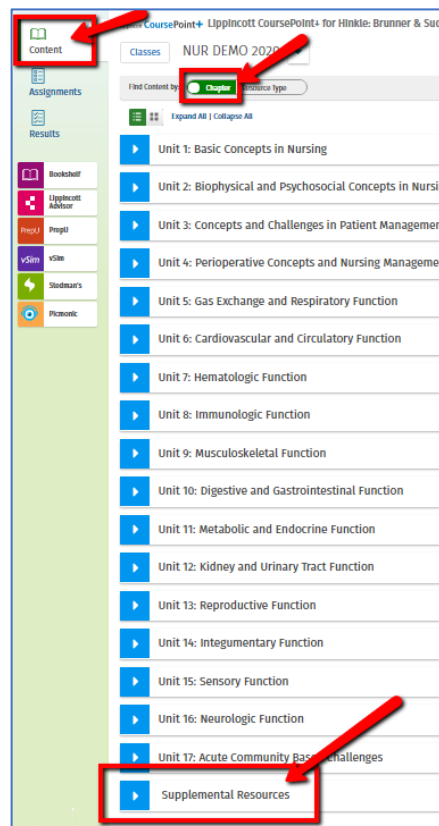 CoursePoint+ Lippincott CoursePoint+ for Hinkle: Brunner &
Content
Classes NUR DEMO
Assignments
Find Content by: Chapter Resource Type
Results
Expand All | Collapse All
Unit 1: Basic Concepts in Nursing
Bookshelf
Lippincott
Advisor
Unit 2: Biophysical and Psychosocial Concepts in
PrepU PrepU
Unit 3: Concepts and Challenges in Patient
vSim vSim
Unit 4: Perioperative Concepts and Nursing
Stedman's
Picmonic
Unit 5: Gas Exchange and Respiratory Function
Unit 6: Cardiovascular and Circulatory Function
Unit 7: Hematologic Function
Unit 8: Immunologic Function
Unit 9: Musculoskeletal Function
Unit 10: Digestive and Gastrointestinal Function
Unit 11: Metabolic and Endocrine Function
Unit 12: Kidney and Urinary Tract Function
Unit 13: Reproductive Function
Unit 14: Integumentary Function
Unit 15: Sensory Function
Unit 16: Neurologic Function
Unit 17: Acute Community Based Challenges
Supplemental Resources